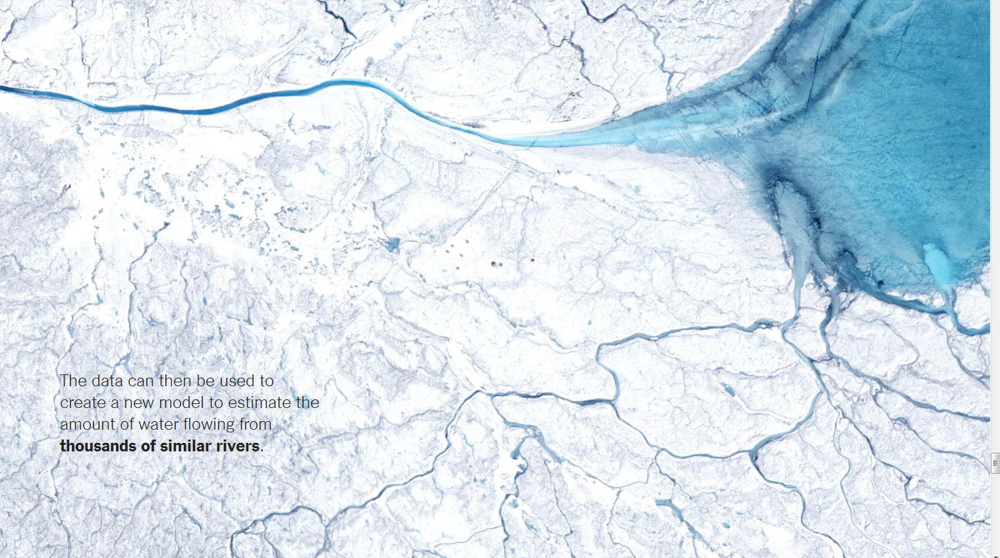 The data can then be used to
create a new model to estimate the
amount of water flowing from
thousands of similar rivers.